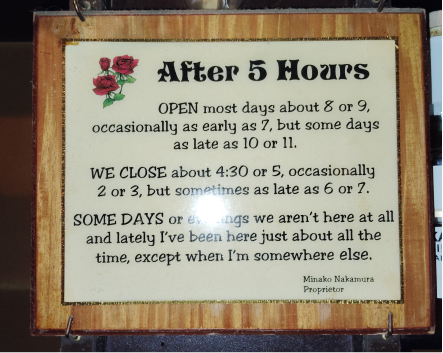 After 5 Hours
OPEN most days about 8 or 9,
occasionally as early as 7, but some days
as late as 10 or 11.
WE CLOSE about 4:30 or 5, occasionally
2 or 3, but sometimes as late as 6 or 7.
SOME DAYS or evenings we aren't here at all
and lately I've been here just about all the
time, except when I'm somewhere else.
Minako Nakamura
Proprietor